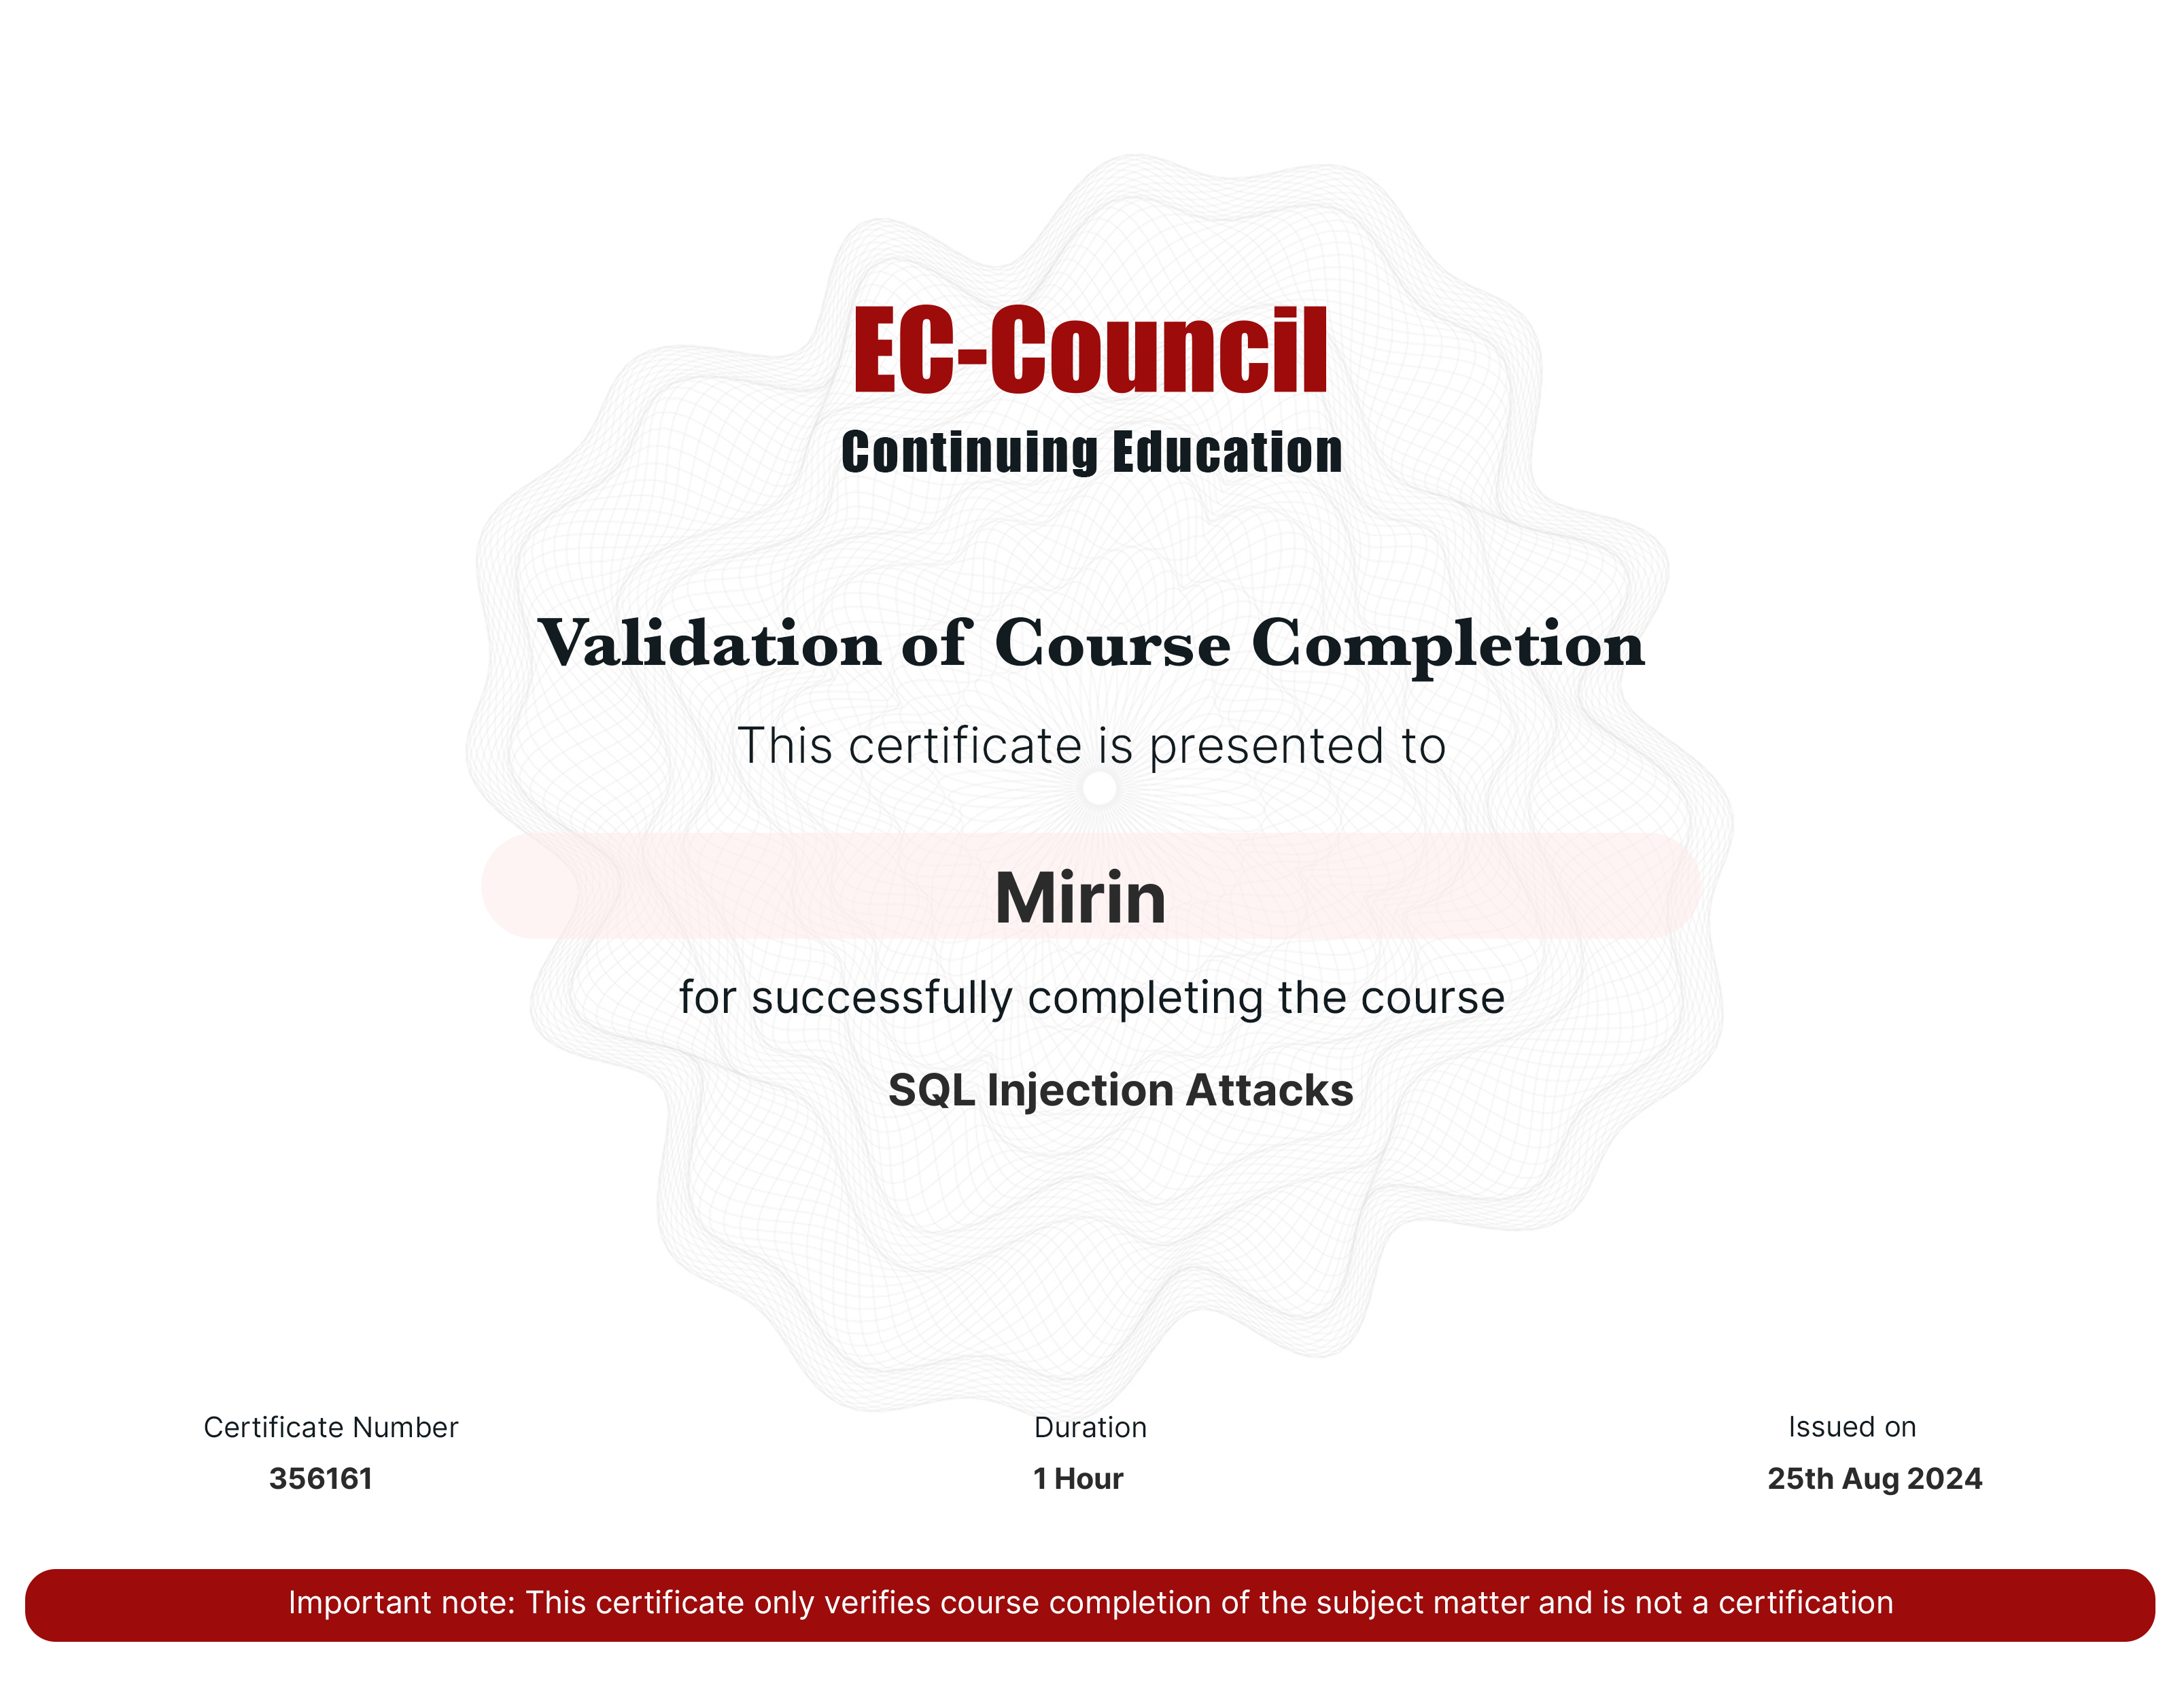 EC-Council
Continuing Education
Validation of Course Completion
This certificate is presented to
Mirin
for successfully completing the course
SQL Injection Attacks
Certificate Number
356161
Duration
1 Hour
Issued on
25th Aug 2024
Important note: This certificate only verifies course completion of the subject matter and is not a certification